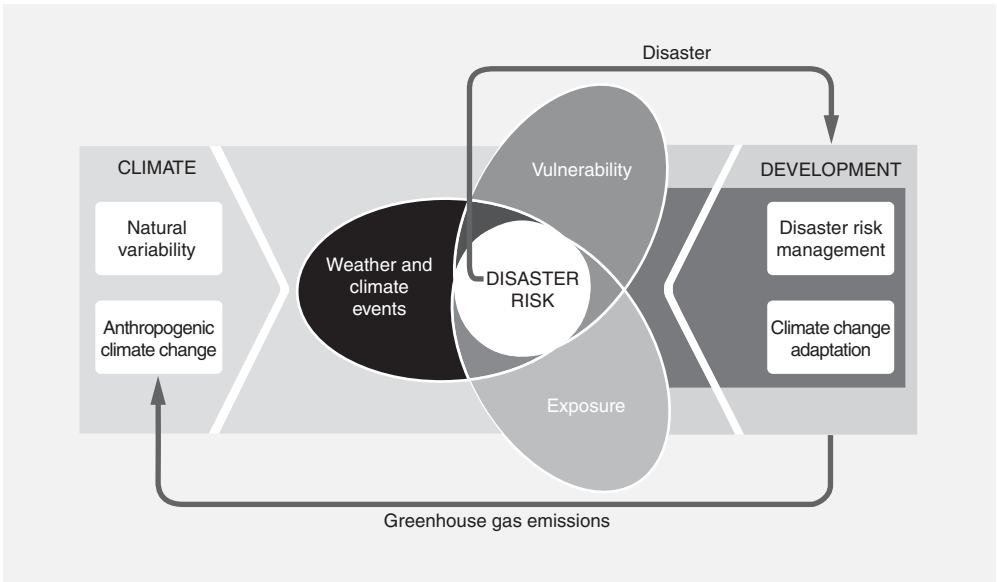 Disaster
CLIMATE
Natural
variability
Anthropogenic
climate change
Weather and
climate
events
Vulnerability
DISASTER
RISK
Exposure
DEVELOPMENT
Disaster risk
management
Climate change
adaptation
Greenhouse gas emissions